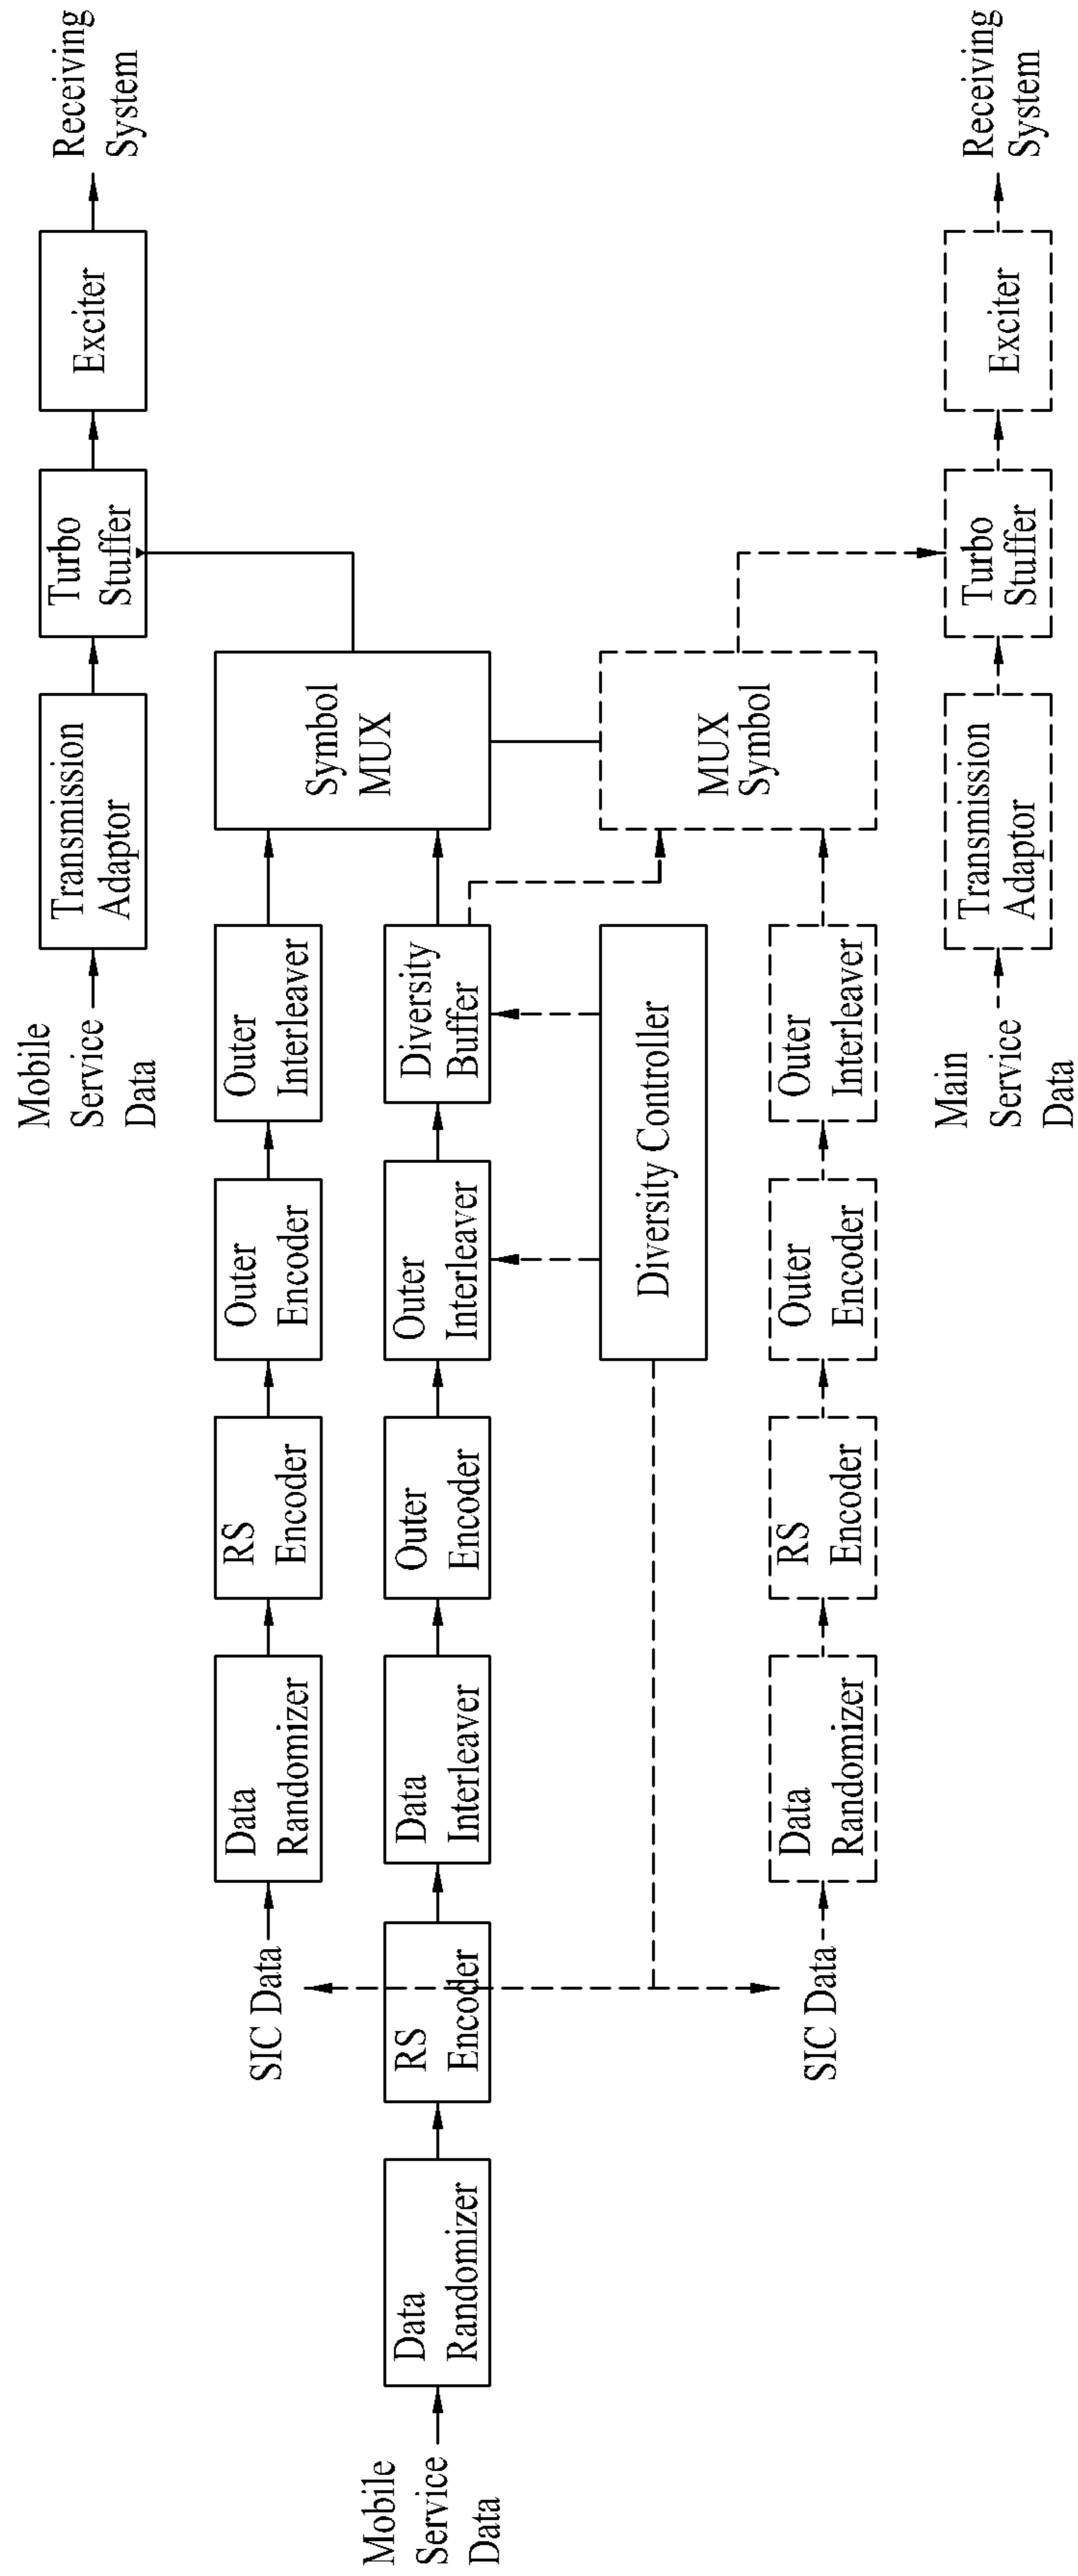 Mobile
Service
Data
Transmission
Adaptor
Turbo
Stuffer
Exciter
Receiving
System
SIC Data
Data
Randomizer
RS
Encoder
Outer
Encoder
Outer
Interleaver
Symbol
MUX
Mobile
Service
Data
Data
Randomizer
RS
Encoder
Data
Interleaver
Outer
Encoder
Outer
Interleaver
Diversity
Buffer
Diversity Controller
MUX
Symbol
SIC Data
Data
Randomizer
RS
Encoder
Outer
Encoder
Outer
Interleaver
Main
Service
Data
Transmission
Adaptor
Turbo
Stuffer
Exciter
Receiving
System